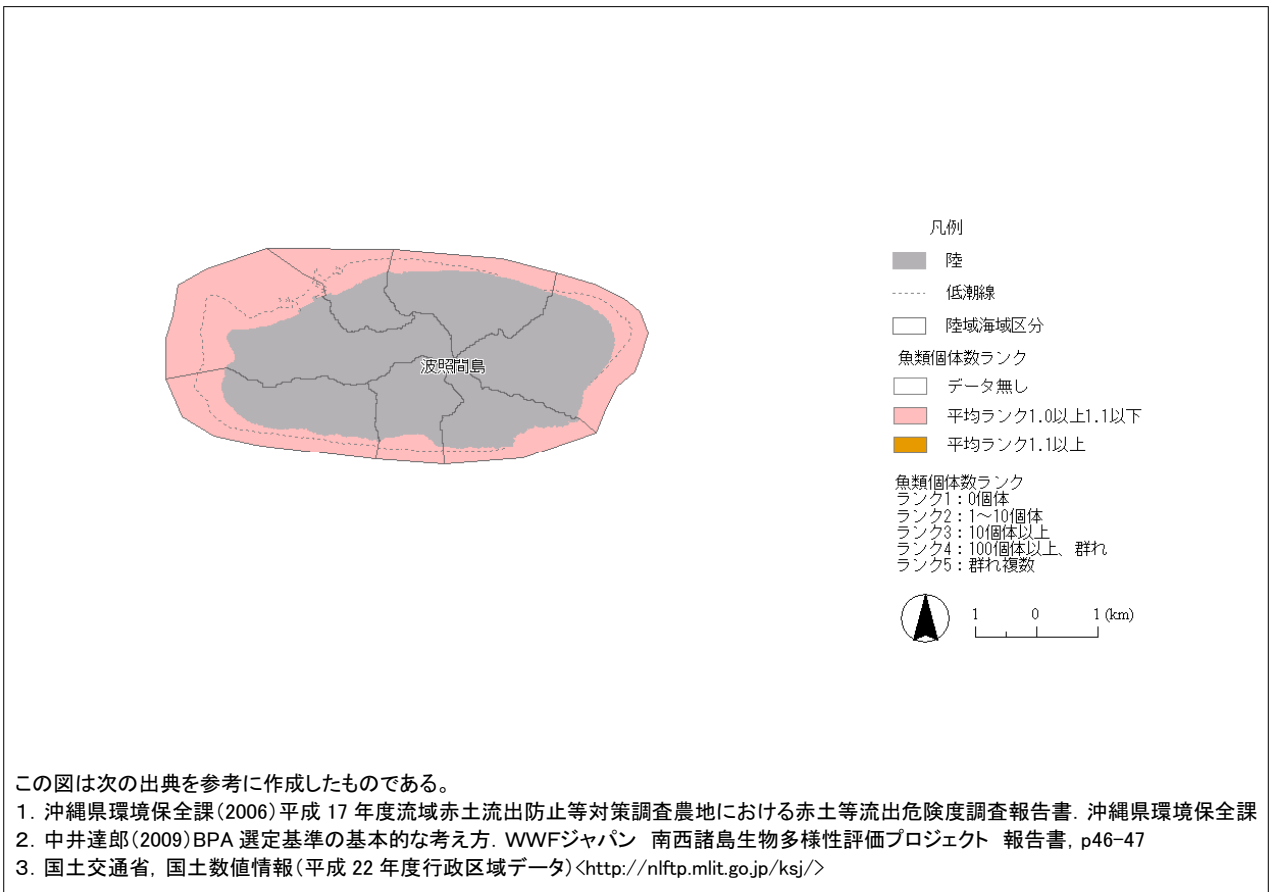 凡例
陸
低潮線
陸域海域区分
魚類個体数ランク
データ無し
平均ランク1.0以上1.1以下
平均ランク1.1以上
魚類個体数ランク
ランク1：0個体
ランク2：1～10個体
ランク3：10個体以上
ランク4：100個体以上、群れ
ランク5：群れ複数
1 0 1 (km)
波照間島
この図は次の出典を参考に作成したものである。
1. 沖縄県環境保全課(2006)平成 17 年度流域赤土流出防止等対策調査農地における赤土等流出危険度調査報告書. 沖縄県環境保全課
2. 中井達郎(2009)BPA 選定基準の基本的な考え方. WWFジャパン 南西諸島生物多様性評価プロジェクト 報告書, p46-47
3. 国土交通省, 国土数値情報(平成 22 年度行政区域データ)<http://nlftp.mlit.go.jp/ksj/>